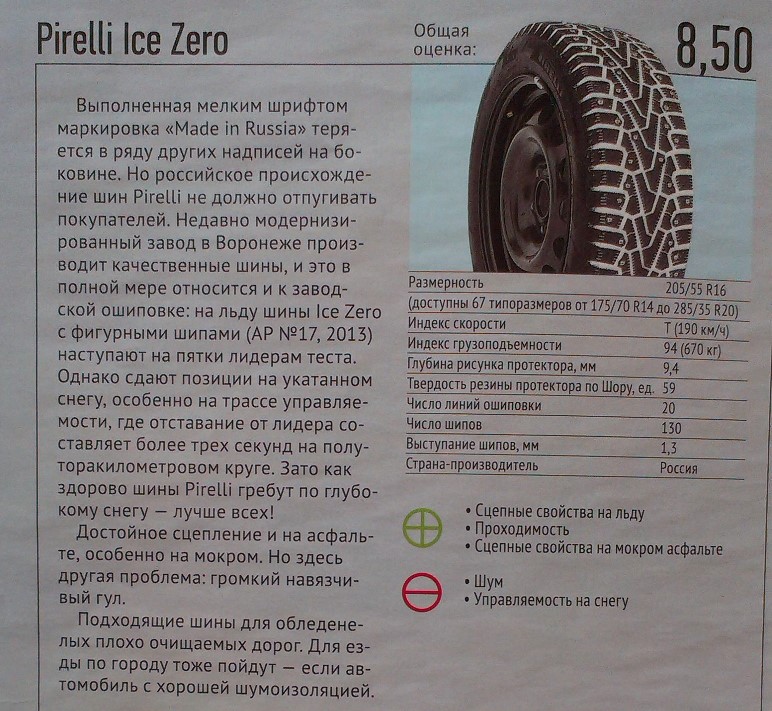 Pirelli Ice Zero
Общая
оценка:
8,50
Выполненная мелким шрифтом
маркировка «Made in Russia» теря-
ется в ряду других надписей на бо-
ковине. Но российское происхожде-
ние шин Pirelli не должно отпугивать
покупателей. Недавно модернизи-
рованный завод в Воронеже произ-
водит качественные шины, и это в
полной мере относится и к завод-
ской ошиповке: на льду шины Ice Zero
с фигурными шипами (АР №17, 2013)
наступают на пятки лидерам теста.
Однако сдают позиции на укатанном
снегу, особенно на трассе управляе-
мости, где отставание от лидера со-
ставляет более трех секунд на полу-
торакилометровом круге. Зато как
здорово шины Pirelli гребут по глубо-
кому снегу — лучше всех!
Достойное сцепление и на асфаль-
те, особенно на мокром. Но здесь
другая проблема: громкий навязчи-
вый гул.
Подходящие шины для обледене-
лых плохо очищаемых дорог. Для ез-
ды по городу тоже пойдут — если ав-
томобиль с хорошей шумоизоляцией.
Размерность 205/55 R16
(доступны 67 типоразмеров от 175/70 R14 до 285/35 R20)
Индекс скорости T (190 км/ч)
Индекс грузоподъемности 94 (670 кг)
Глубина рисунка протектора, мм 9,4
Твердость резины протектора по Шору, ед. 59
Число линий ошиповки 20
Число шипов 130
Выступание шипов, мм 1,3
Страна-производитель Россия
• Сцепные свойства на льду
• Проходимость
• Сцепные свойства на мокром асфальте
• Шум
• Управляемость на снегу